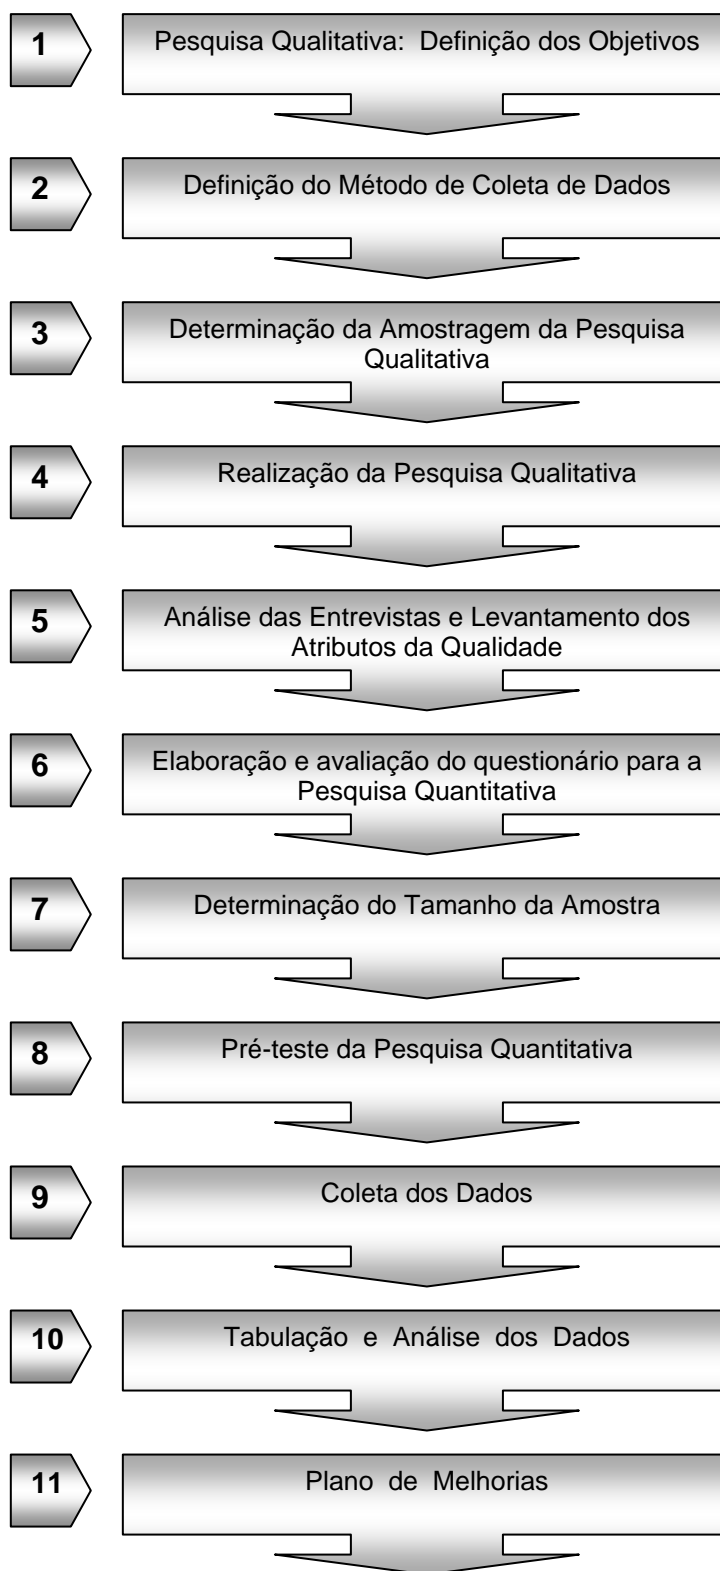 1
Pesquisa Qualitativa: Definição dos Objetivos
2
Definição do Método de Coleta de Dados
3
Determinação da Amostragem da Pesquisa
Qualitativa
4
Realização da Pesquisa Qualitativa
5
Análise das Entrevistas e Levantamento dos
Atributos da Qualidade
6
Elaboração e avaliação do questionário para a
Pesquisa Quantitativa
7
Determinação do Tamanho da Amostra
8
Pré-teste da Pesquisa Quantitativa
9
Coleta dos Dados
10
Tabulação e Análise dos Dados
11
Plano de Melhorias